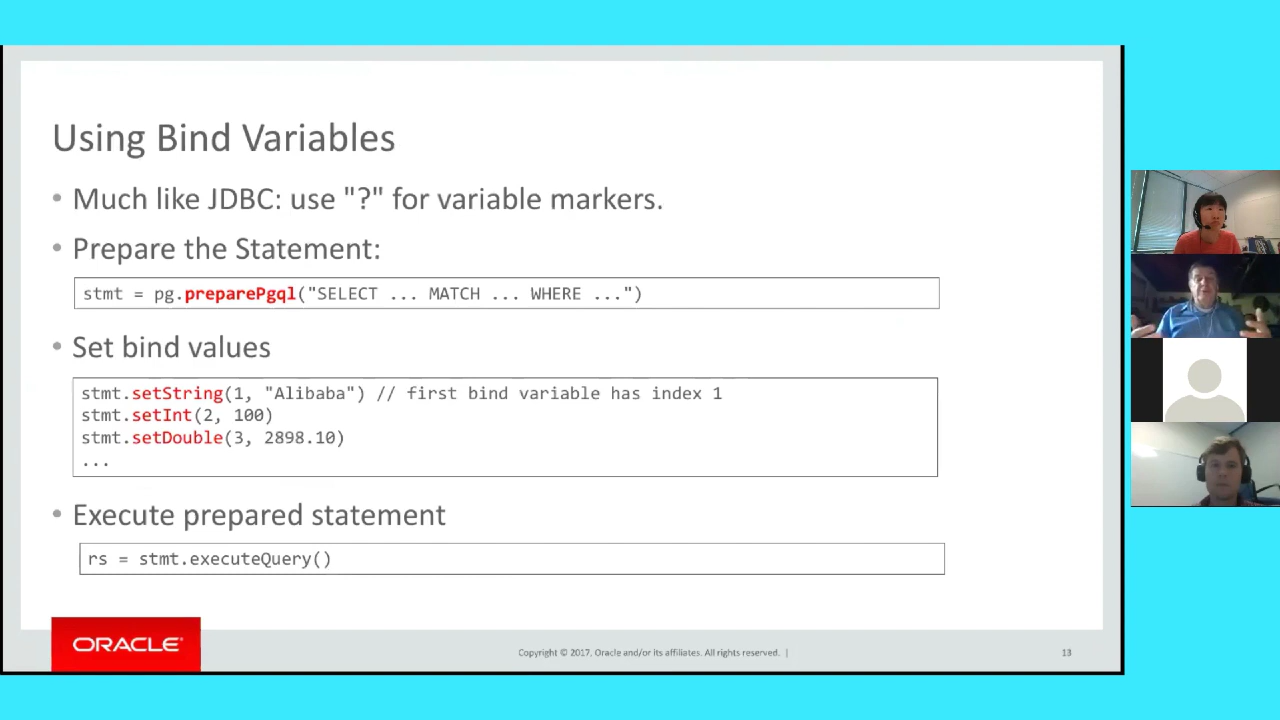 Using Bind Variables
• Much like JDBC: use "?" for variable markers.
• Prepare the Statement:
stmt = pg.preparePgql("SELECT ... MATCH ... WHERE ...")
• Set bind values
stmt.setString(1, "Alibaba") // first bind variable has index 1
stmt.setInt(2, 100)
stmt.setDouble(3, 2898.10)
...
• Execute prepared statement
rs = stmt.executeQuery()
ORACLE®
Copyright © 2017, Oracle and/or its affiliates. All rights reserved. |
13